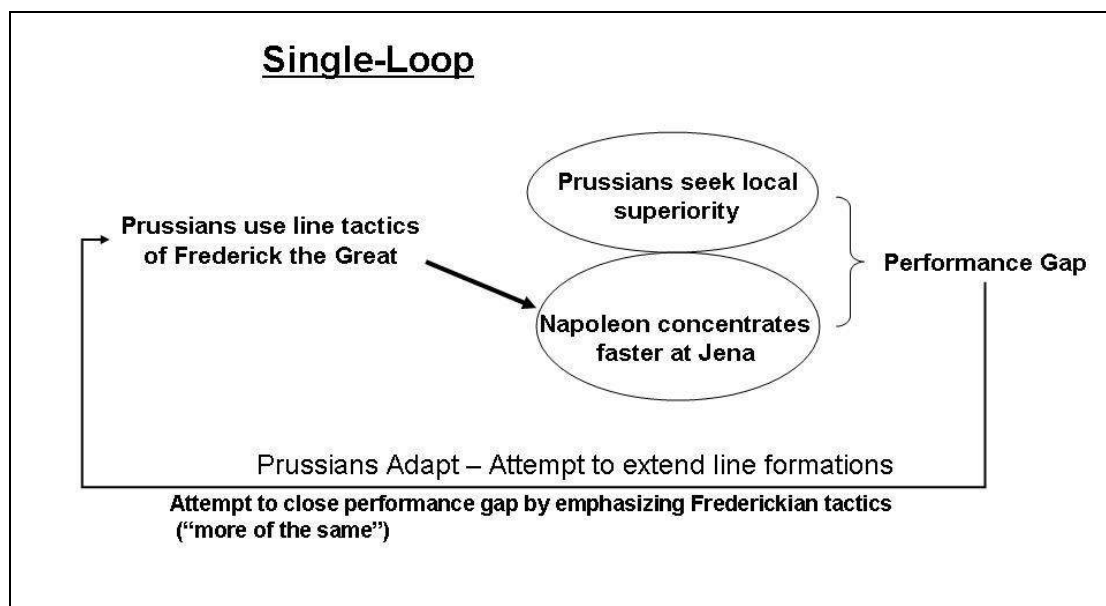 Single-Loop
Prussians seek local
superiority
Prussians use line tactics
of Frederick the Great
Performance Gap
Napoleon concentrates
faster at Jena
Prussians Adapt – Attempt to extend line formations
Attempt to close performance gap by emphasizing Frederickian tactics
(“more of the same”)